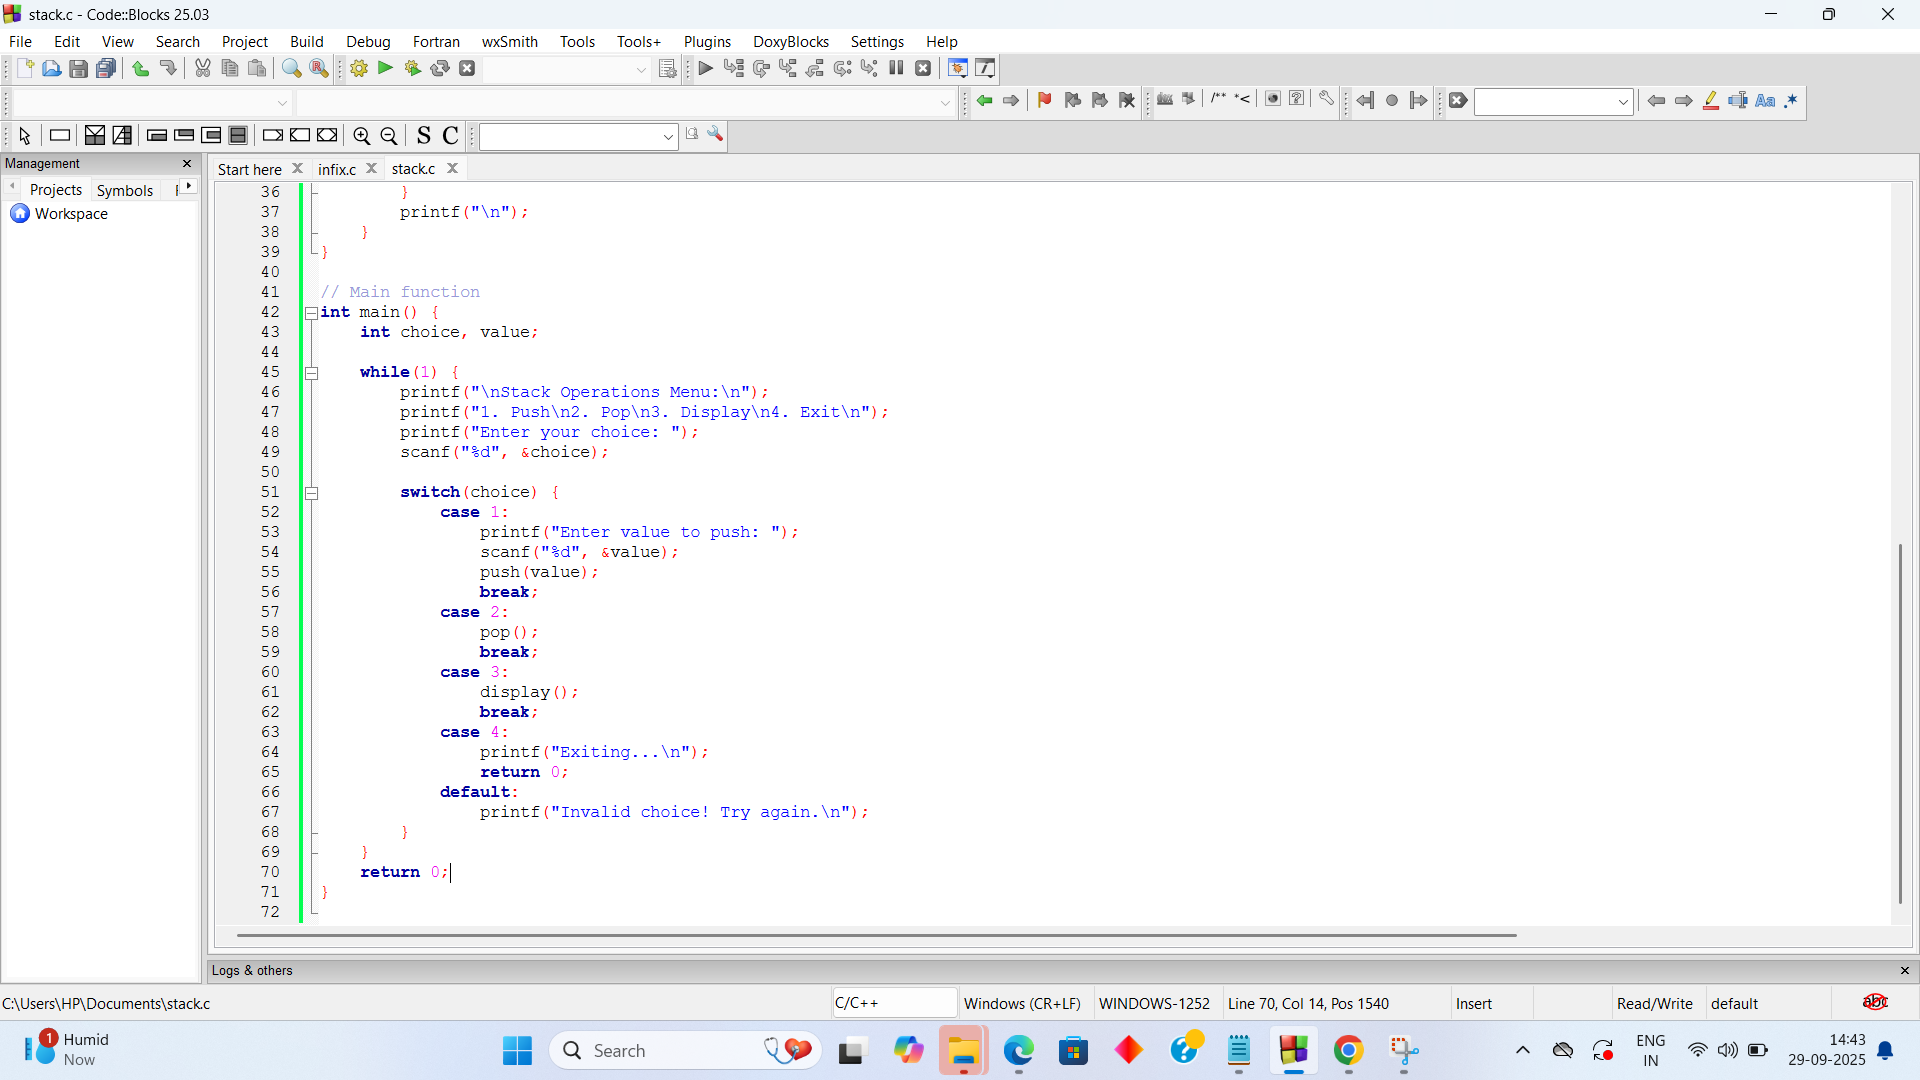 stack.c - Code::Blocks 25.03
File Edit View Search Project Build Debug Fortran wxSmith Tools Tools+ Plugins DoxyBlocks Settings Help
/** *<
Aa .*
S C
Management
Projects Symbols
Workspace
Start here infix.c stack.c
36 }
37 printf("\n");
38 }
39 }
40
41 // Main function
42 int main() {
43 int choice, value;
44
45 while(1) {
46 printf("\nStack Operations Menu:\n");
47 printf("1. Push\n2. Pop\n3. Display\n4. Exit\n");
48 printf("Enter your choice: ");
49 scanf("%d", &choice);
50
51 switch(choice) {
52 case 1:
53 printf("Enter value to push: ");
54 scanf("%d", &value);
55 push(value);
56 break;
57 case 2:
58 pop();
59 break;
60 case 3:
61 display();
62 break;
63 case 4:
64 printf("Exiting...\n");
65 return 0;
66 default:
67 printf("Invalid choice! Try again.\n");
68 }
69 }
70 return 0;
71 }
72
Logs & others
C:\Users\HP\Documents\stack.c C/C++ Windows (CR+LF) WINDOWS-1252 Line 70, Col 14, Pos 1540 Insert Read/Write default abc
1 Humid
Now
Search
ENG
IN
14:43
29-09-2025